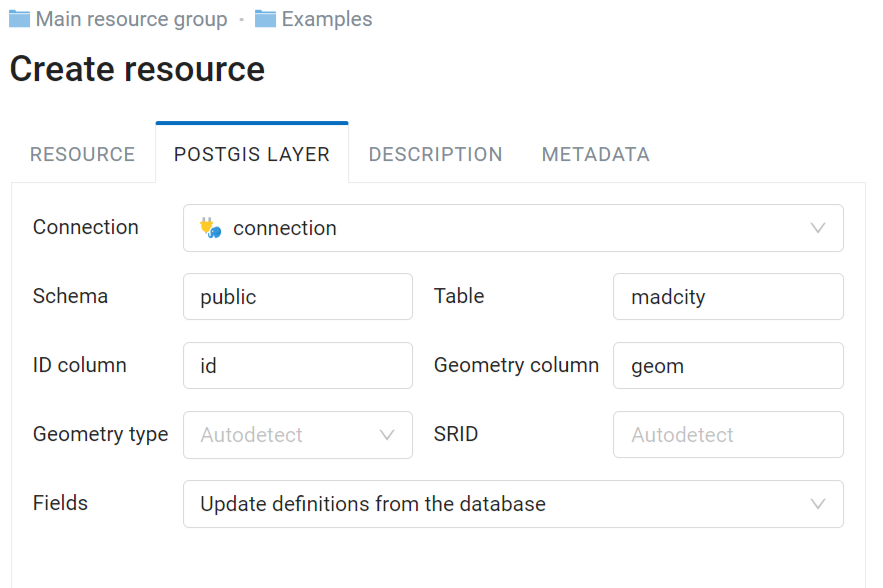 Main resource group · Examples
Create resource
RESOURCE POSTGIS LAYER DESCRIPTION METADATA
Connection connection
Schema public Table madcity
ID column id Geometry column geom
Geometry type Autodetect SRID Autodetect
Fields Update definitions from the database